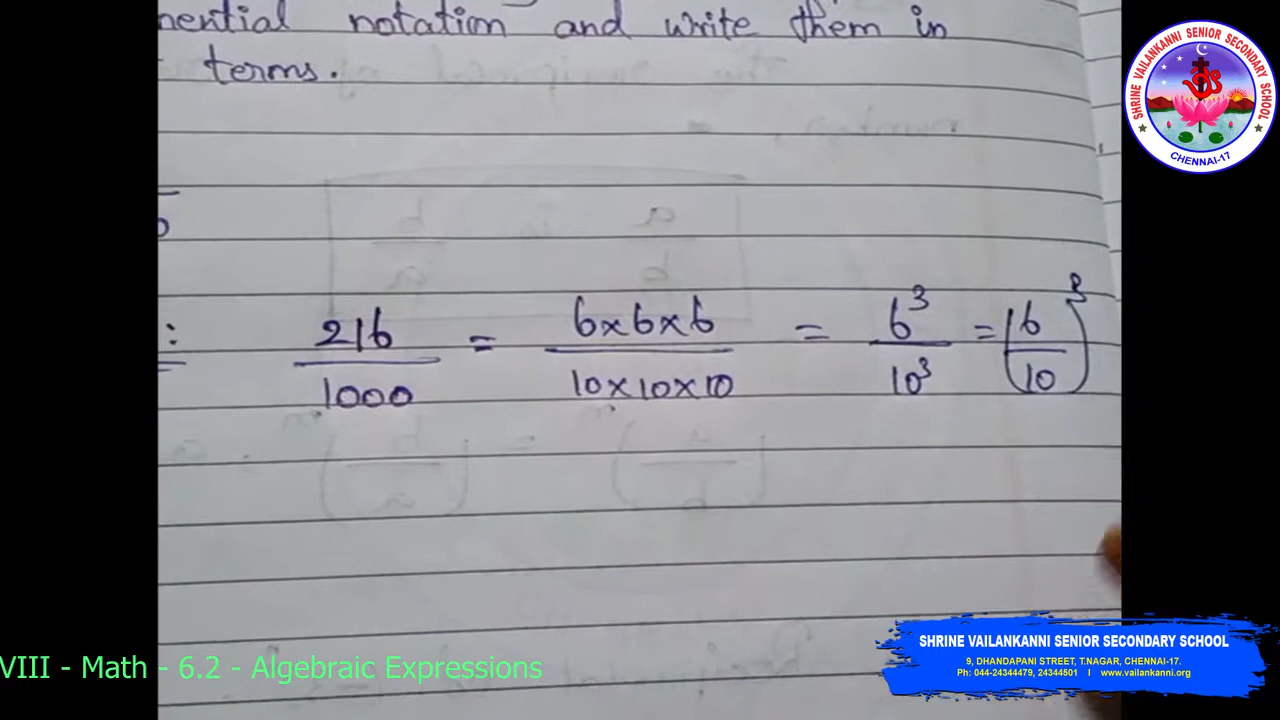 nential notation and write them in
terms.
: 216/1000 = 6×6×6/10×10×10 = 6³/10³ = (6/10)³
SHRINE VAILANKANNI SENIOR SECONDARY SCHOOL
CHENNAI-17
VIII - Math - 6.2 - Algebraic Expressions
SHRINE VAILANKANNI SENIOR SECONDARY SCHOOL
9, DHANDAPANI STREET, T.NAGAR, CHENNAI-17.
Ph: 044-24344479, 24344501 I www.vailankanni.org